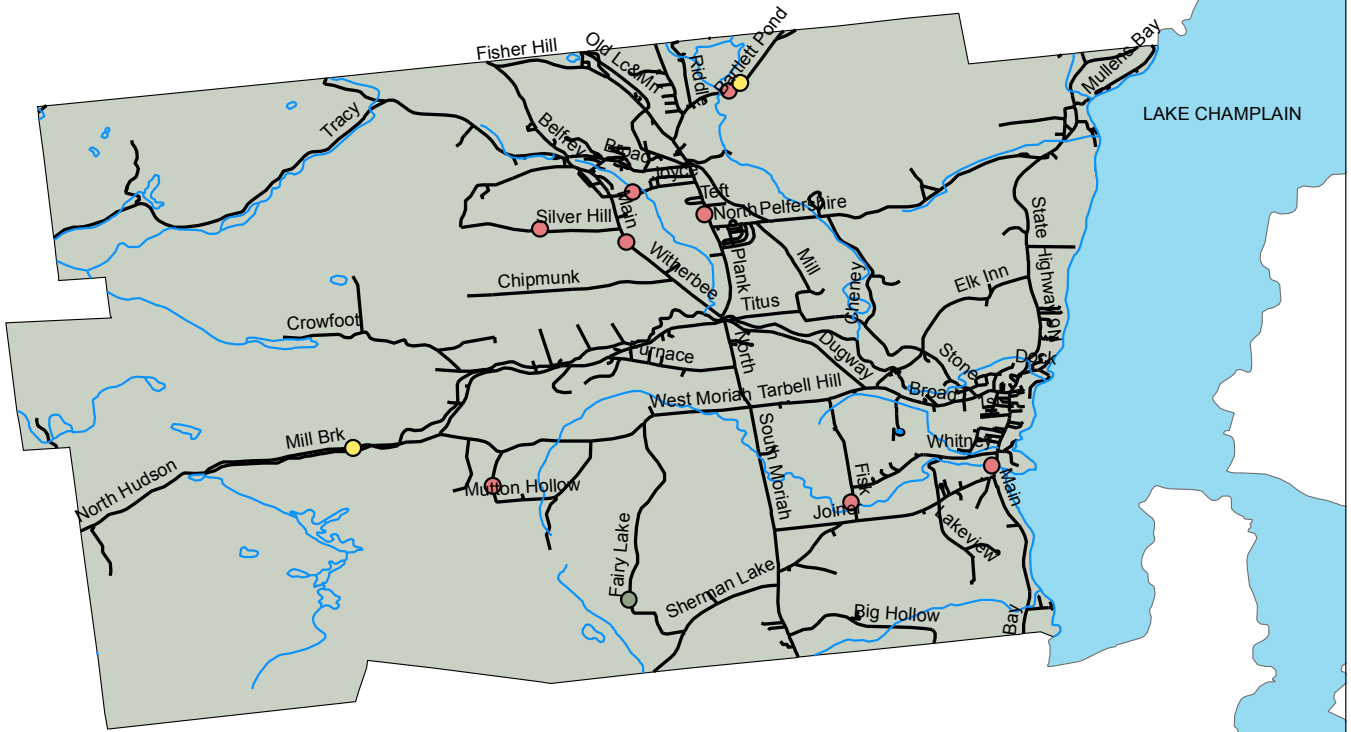 Fisher Hill
Old Lc&Mn
Riddle
Bartlett Pond
Mullens Bay
LAKE CHAMPLAIN
Tracy
Belfrey
Broad
Joyce
Teft
North Pelfershire
Silver Hill
Main
State Highway No
Witherbee
Plank
Mill
Cheney
Elk Inn
Chipmunk
Titus
Crowfoot
Furnace
North
Dugway
Stone
Dock
West Moriah
Tarbell Hill
Broad
Mill Brk
Whitney
North Hudson
Mutton Hollow
South Moriah
Fisk
Joiner
Main
Lakeview
Fairy Lake
Sherman Lake
Big Hollow
Bay